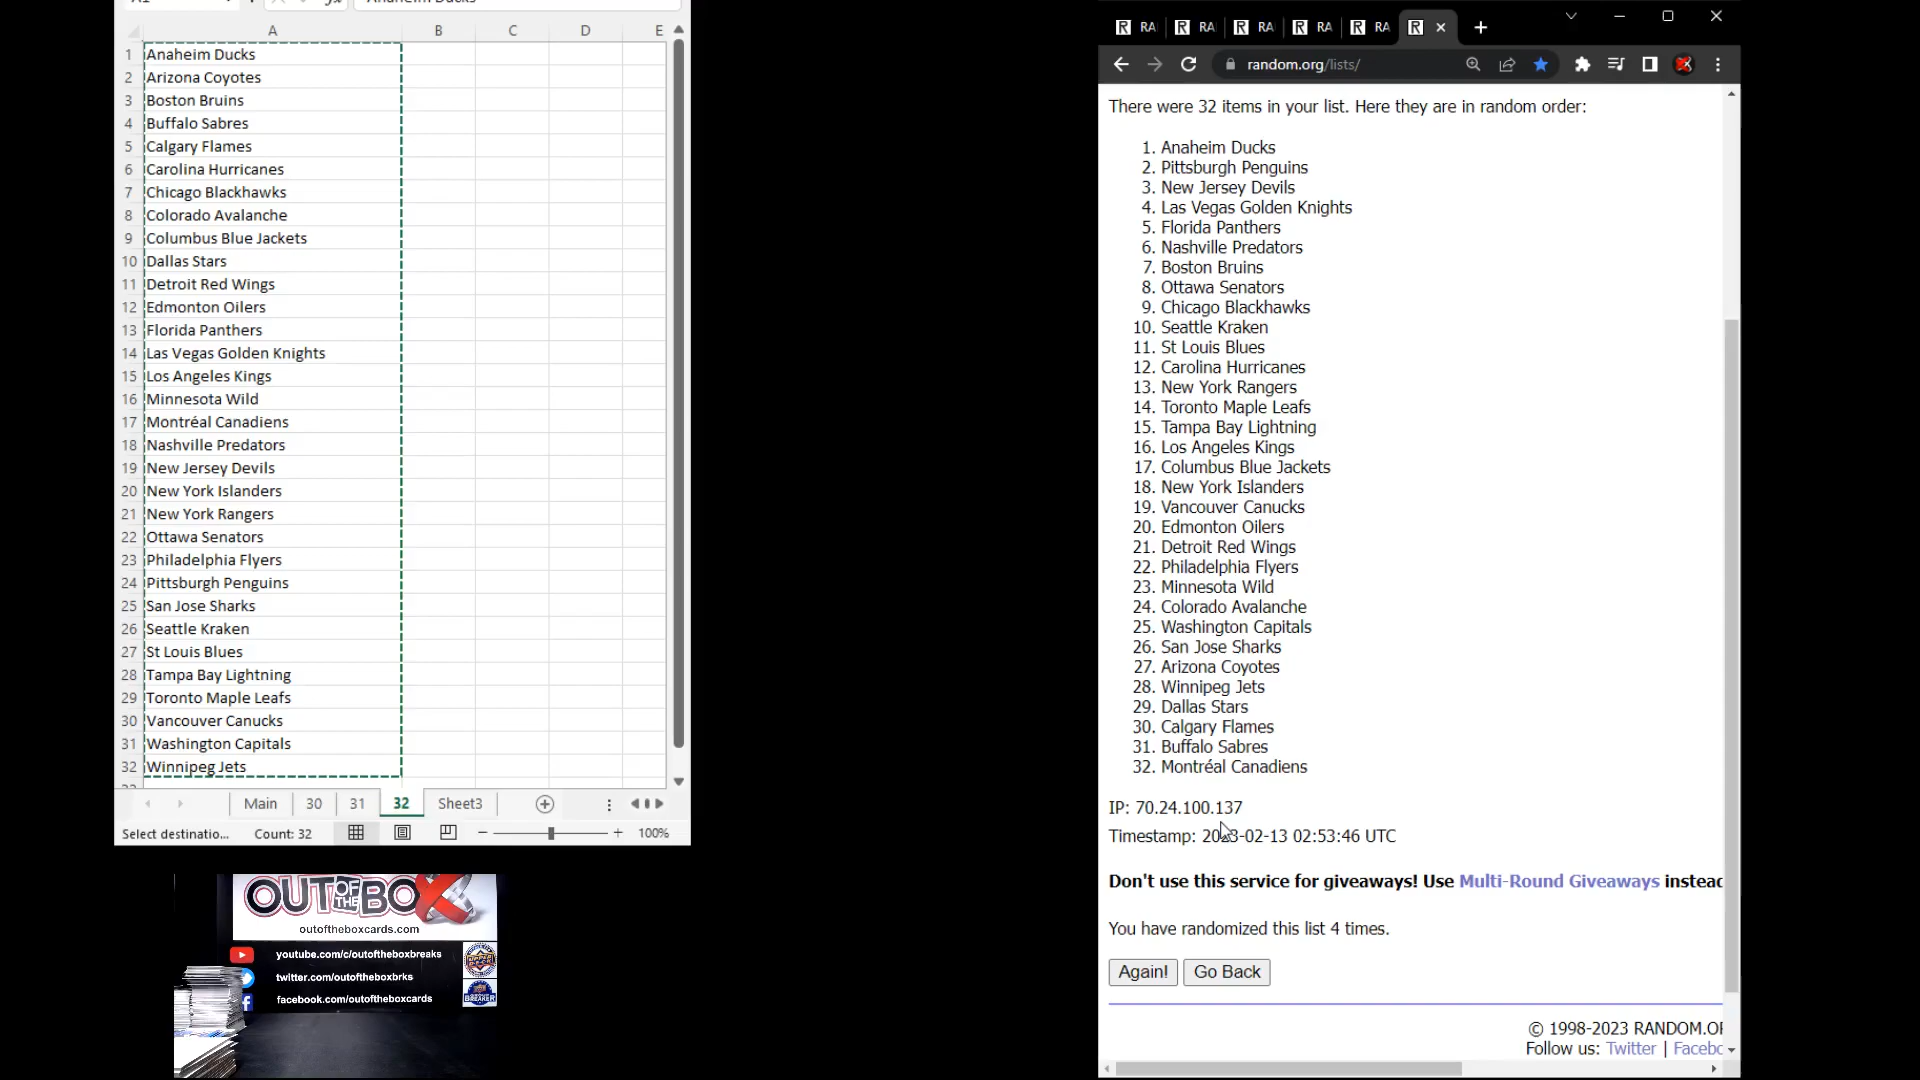 A B C D E
1 Anaheim Ducks
2 Arizona Coyotes
3 Boston Bruins
4 Buffalo Sabres
5 Calgary Flames
6 Carolina Hurricanes
7 Chicago Blackhawks
8 Colorado Avalanche
9 Columbus Blue Jackets
10 Dallas Stars
11 Detroit Red Wings
12 Edmonton Oilers
13 Florida Panthers
14 Las Vegas Golden Knights
15 Los Angeles Kings
16 Minnesota Wild
17 Montréal Canadiens
18 Nashville Predators
19 New Jersey Devils
20 New York Islanders
21 New York Rangers
22 Ottawa Senators
23 Philadelphia Flyers
24 Pittsburgh Penguins
25 San Jose Sharks
26 Seattle Kraken
27 St Louis Blues
28 Tampa Bay Lightning
29 Toronto Maple Leafs
30 Vancouver Canucks
31 Washington Capitals
32 Winnipeg Jets
Main 30 31 32 Sheet3
Select destinatio... Count: 32 100%
OUT OF THE BOX
outoftheboxcards.com
youtube.com/c/outoftheboxbreaks
twitter.com/outoftheboxbrks
facebook.com/outoftheboxcards
RA RA RA RA RA
random.org/lists/
There were 32 items in your list. Here they are in random order:
1. Anaheim Ducks
2. Pittsburgh Penguins
3. New Jersey Devils
4. Las Vegas Golden Knights
5. Florida Panthers
6. Nashville Predators
7. Boston Bruins
8. Ottawa Senators
9. Chicago Blackhawks
10. Seattle Kraken
11. St Louis Blues
12. Carolina Hurricanes
13. New York Rangers
14. Toronto Maple Leafs
15. Tampa Bay Lightning
16. Los Angeles Kings
17. Columbus Blue Jackets
18. New York Islanders
19. Vancouver Canucks
20. Edmonton Oilers
21. Detroit Red Wings
22. Philadelphia Flyers
23. Minnesota Wild
24. Colorado Avalanche
25. Washington Capitals
26. San Jose Sharks
27. Arizona Coyotes
28. Winnipeg Jets
29. Dallas Stars
30. Calgary Flames
31. Buffalo Sabres
32. Montréal Canadiens
IP: 70.24.100.137
Timestamp: 2023-02-13 02:53:46 UTC
Don't use this service for giveaways! Use Multi-Round Giveaways instead
You have randomized this list 4 times.
Again! Go Back
© 1998-2023 RANDOM.OR
Follow us: Twitter | Facebo